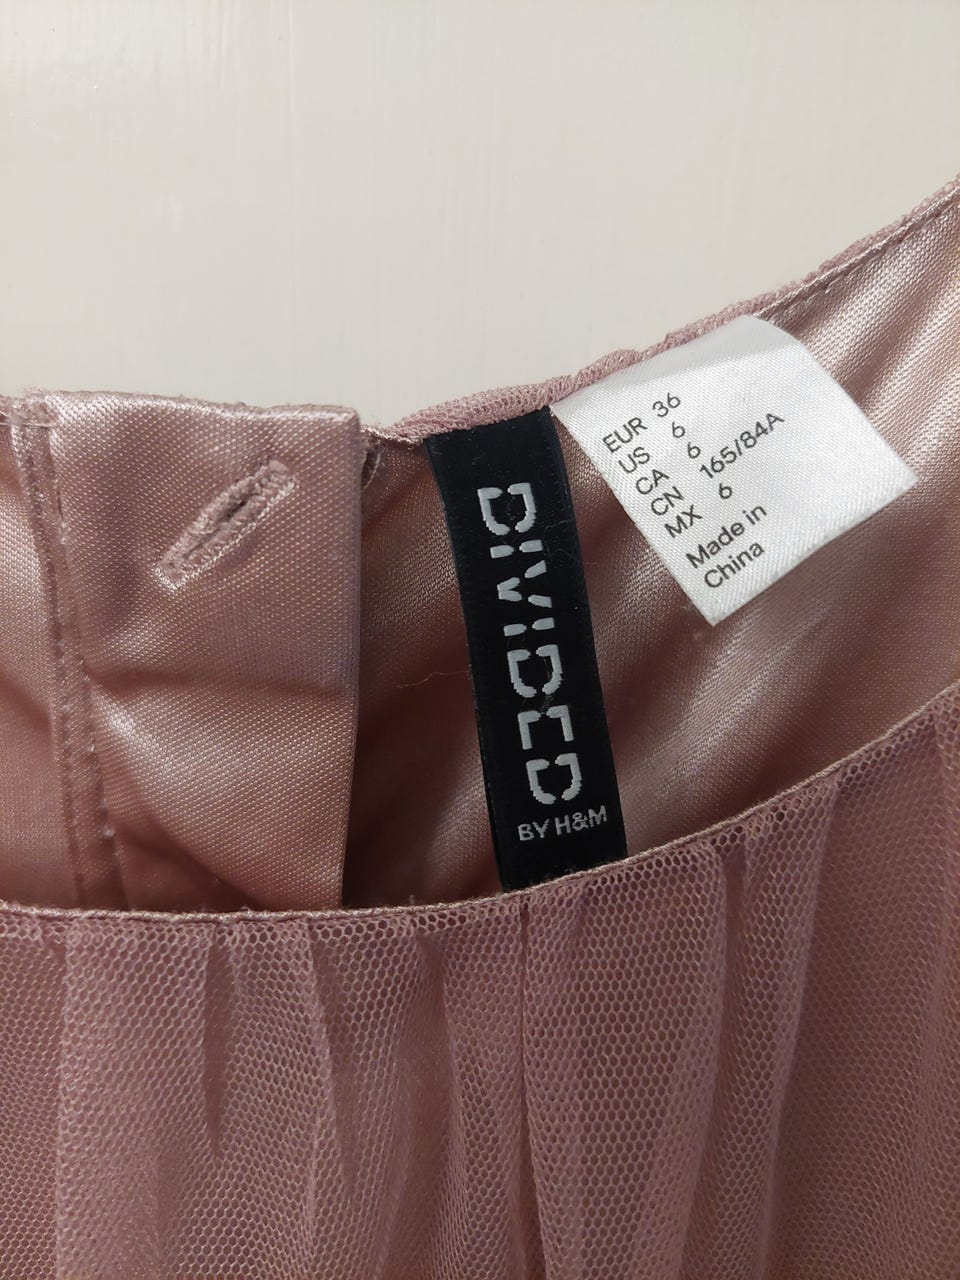 DIVIDED
BY H&M
EUR 36
US 6
CA 6
CN 165/84A
MX 6
Made in
China